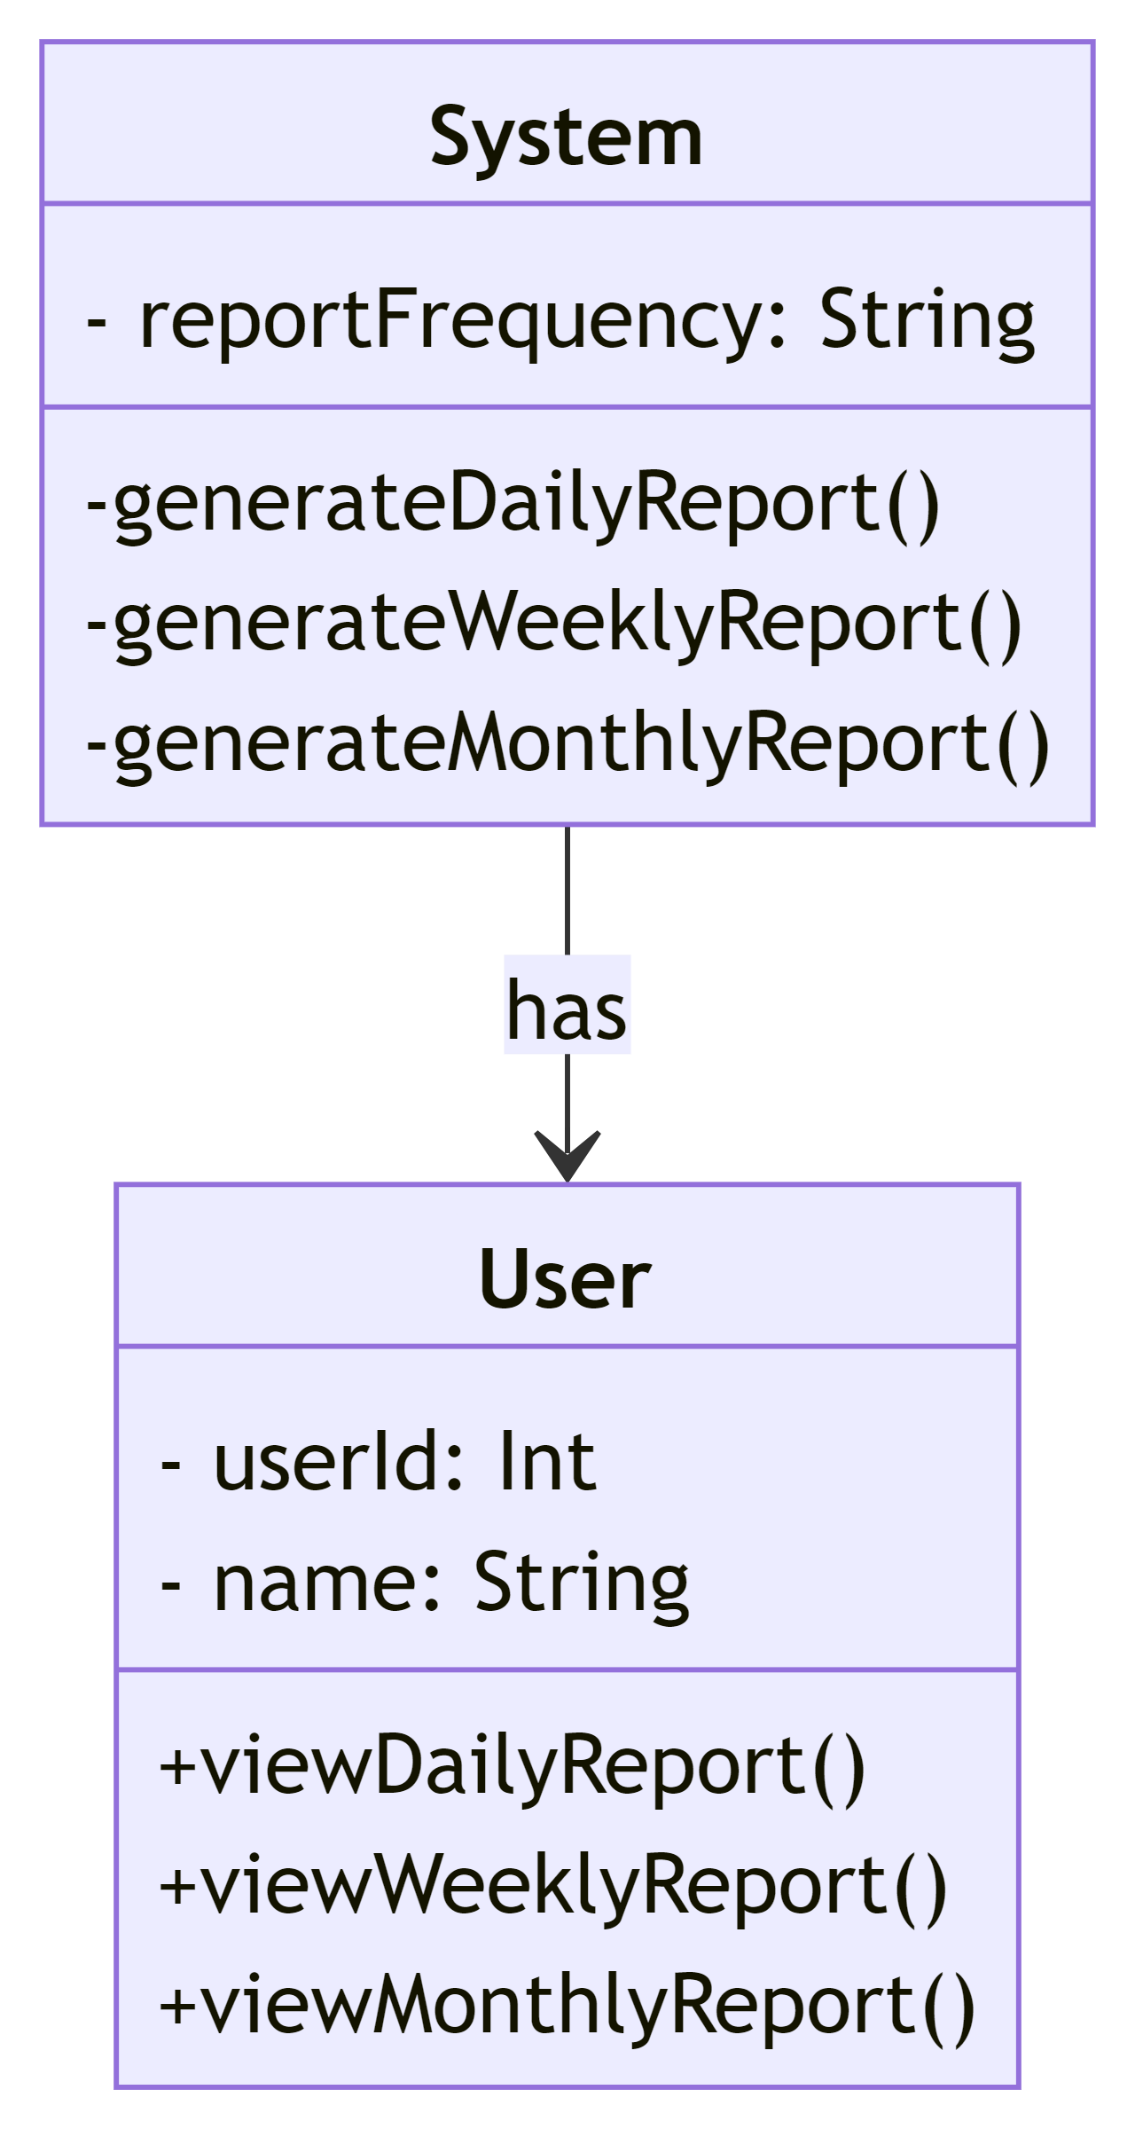 System
- reportFrequency: String
-generateDailyReport()
-generateWeeklyReport()
-generateMonthlyReport()
has
User
- userId: Int
- name: String
+viewDailyReport()
+viewWeeklyReport()
+viewMonthlyReport()